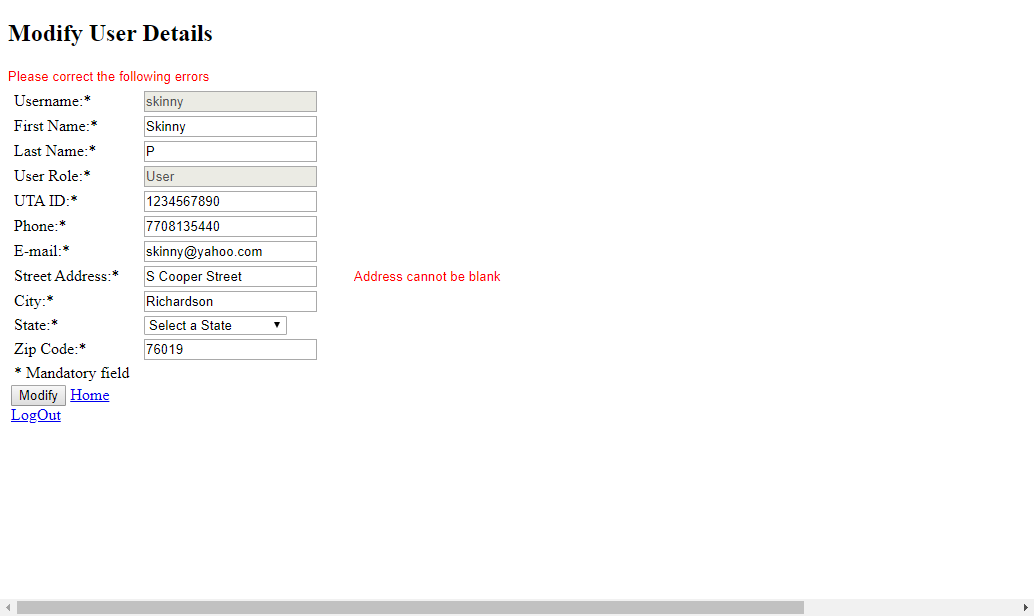 Modify User Details
Please correct the following errors
Username:* skinny
First Name:* Skinny
Last Name:* P
User Role:* User
UTA ID:* 1234567890
Phone:* 7708135440
E-mail:* skinny@yahoo.com
Street Address:* S Cooper Street Address cannot be blank
City:* Richardson
State:* Select a State
Zip Code:* 76019
* Mandatory field
Modify Home
LogOut